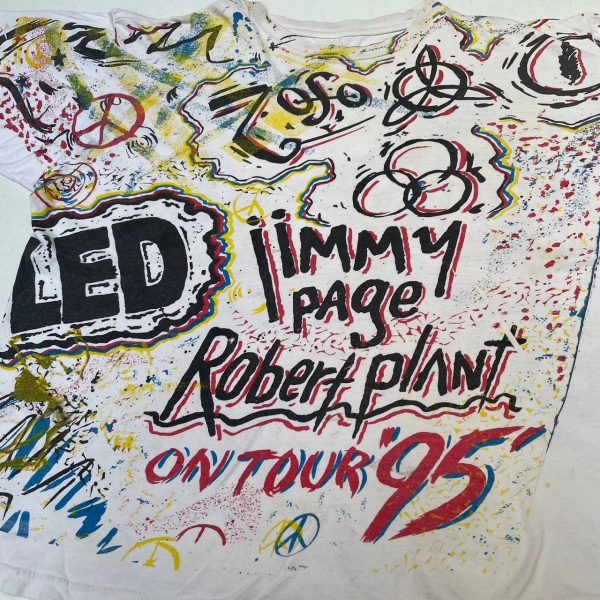 Zoso
LED
jimmy
page
Robert plant
ON TOUR "95"